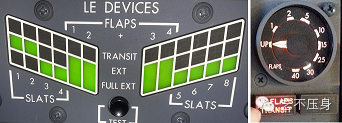 LE DEVICES
FLAPS
1 2 + 3 4
TRANSIT
EXT
FULL EXT
1 2 3 4
SLATS
5 6 7 8
SLATS
TEST
UP
1
2
5
10
15
25
30
40
FLAPS
FLAPS
TRANSIT
不压身